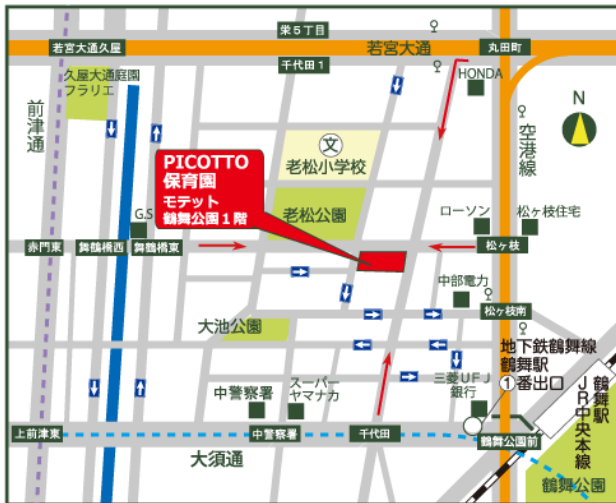 栄5丁目
若宮大通久屋
若宮大通
丸田町
千代田1
久屋大通庭園
フラリエ
HONDA
前津通
N
空港線
文
老松小学校
PICOTTO
保育園
モテット
鶴舞公園1階
老松公園
G.S
ローソン
松ヶ枝住宅
赤門東
舞鶴橋西
舞鶴橋東
松ヶ枝
中部電力
松ヶ枝南
大池公園
地下鉄鶴舞線
鶴舞駅
①番出口
三菱UFJ
銀行
中警察署
スーパー
ヤマナカ
鶴舞駅
JR中央本線
上前津東
中警察署
千代田
鶴舞公園前
大須通
鶴舞公園